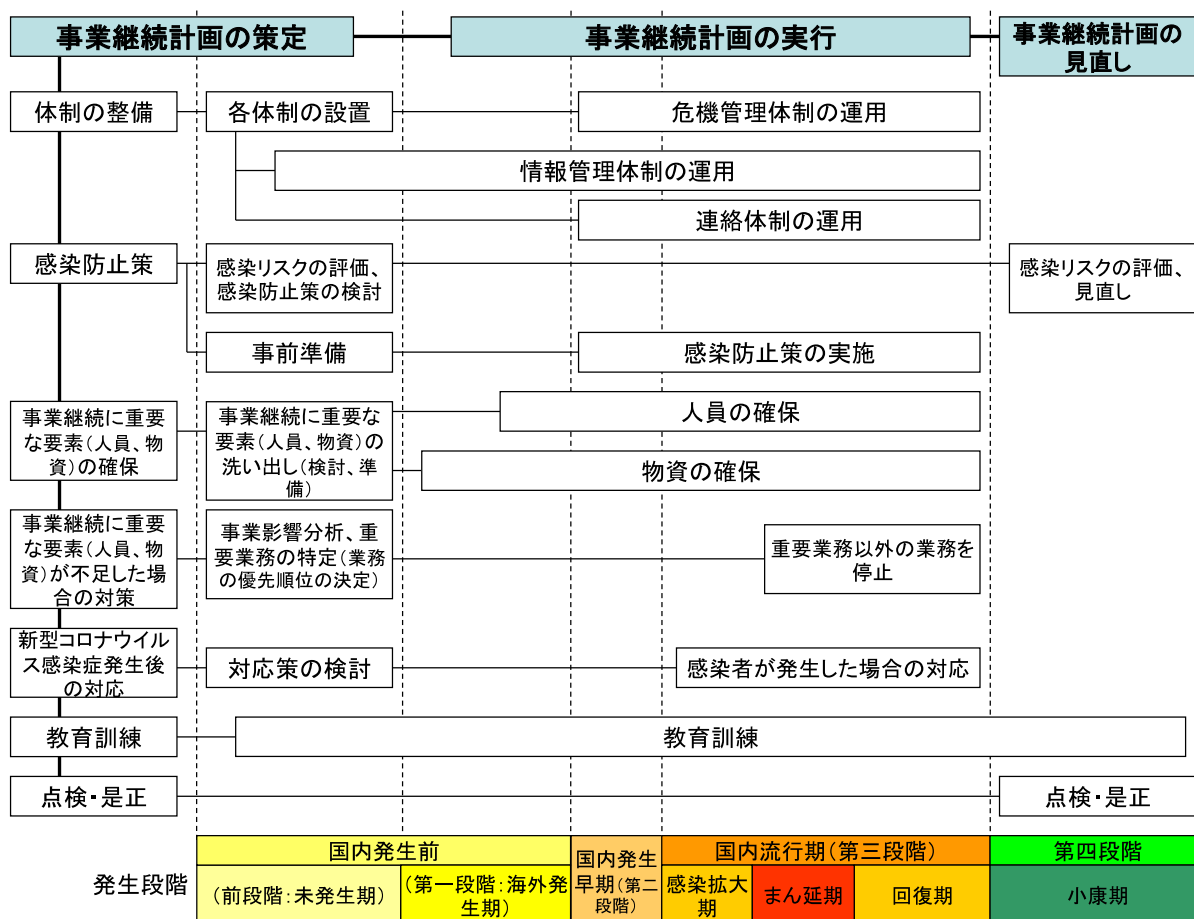 事業継続計画の策定
事業継続計画の実行
事業継続計画の
見直し
体制の整備
各体制の設置
危機管理体制の運用
情報管理体制の運用
連絡体制の運用
感染防止策
感染リスクの評価、
感染防止策の検討
感染リスクの評価、
見直し
事前準備
感染防止策の実施
事業継続に重要
な要素(人員、物
資)の確保
事業継続に重要な
要素(人員、物資)の
洗い出し(検討、準
備)
人員の確保
物資の確保
事業継続に重要
な要素(人員、物
資)が不足した場
合の対策
事業影響分析、重
要業務の特定(業務
の優先順位の決定)
重要業務以外の業務を
停止
新型コロナウイル
ス感染症発生後
の対応
対応策の検討
感染者が発生した場合の対応
教育訓練
教育訓練
点検・是正
点検・是正
発生段階
国内発生前
(前段階:未発生期)
(第一段階:海外発
生期)
国内発生
早期(第二
段階)
国内流行期(第三段階)
感染拡大
期
まん延期
回復期
第四段階
小康期